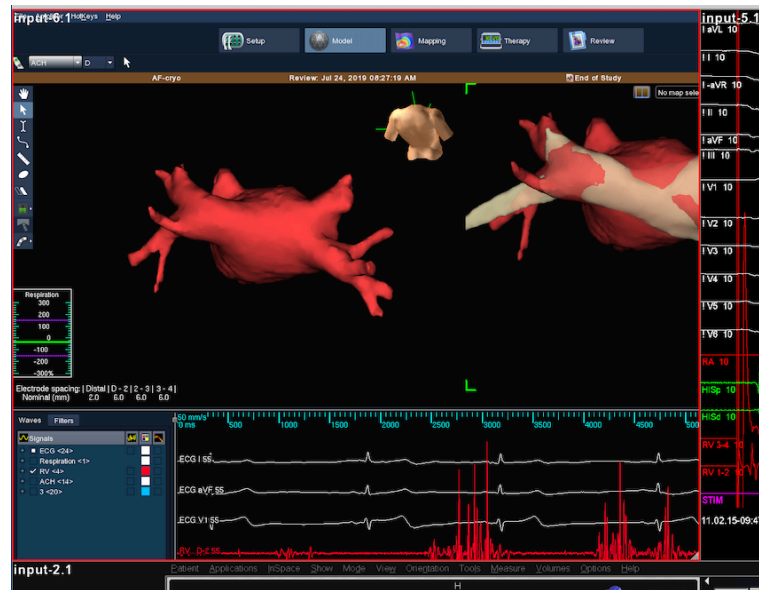 input-6.1
HotKeys Help
input-5.1
Setup
Model
Mapping
Therapy
Review
ACH
D
AF-cryo
Review: Jul 24, 2019 08:27:19 AM
End of Study
No map sele
! aVL 10
! I 10
!-aVR 10
! II 10
! aVF 10
! III 10
! V1 10
! V2 10
! V3 10
! V4 10
! V5 10
! V6 10
RA 10
HISp 10
HISd 10
RV 3-4 10
RV 1-2 10
STIM
11.02.15-09:4
Respiration
300
200
100
0
-100
-200
-300%
Electrode spacing: | Distal | D - 2 | 2 - 3 | 3 - 4 |
Nominal (mm) 2.0 6.0 6.0 6.0
Waves Filters
Signals
ECG <24>
Respiration <1>
RV <4>
ACH <14>
3 <20>
50 mm/s
0 ms 500 1000 1500 2000 2500 3000 3500 4000 4500 5000
ECG I 55
ECG aVF 55
ECG V1 55
RV... D-2 55
input-2.1
Patient Applications InSpace Show Mode View Orientation Tools Measure Volumes Options Help
H